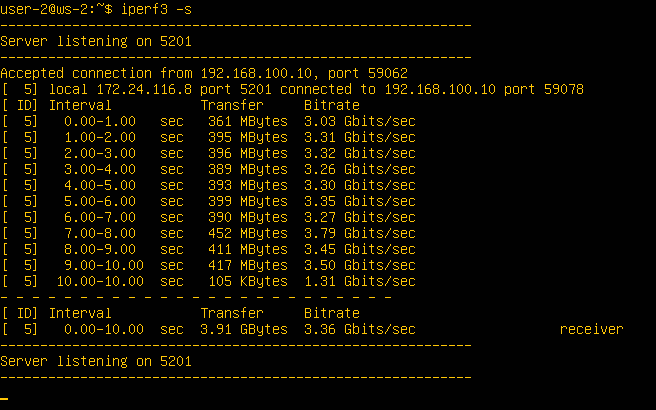 user-2@ws-2:~$ iperf3 -s
-----------------------------------------------------------
Server listening on 5201
-----------------------------------------------------------
Accepted connection from 192.168.100.10, port 59062
[  5] local 172.24.116.8 port 5201 connected to 192.168.100.10 port 59078
[ ID] Interval           Transfer     Bitrate
[  5]   0.00-1.00   sec   361 MBytes  3.03 Gbits/sec
[  5]   1.00-2.00   sec   395 MBytes  3.31 Gbits/sec
[  5]   2.00-3.00   sec   396 MBytes  3.32 Gbits/sec
[  5]   3.00-4.00   sec   389 MBytes  3.26 Gbits/sec
[  5]   4.00-5.00   sec   393 MBytes  3.30 Gbits/sec
[  5]   5.00-6.00   sec   399 MBytes  3.35 Gbits/sec
[  5]   6.00-7.00   sec   390 MBytes  3.27 Gbits/sec
[  5]   7.00-8.00   sec   452 MBytes  3.79 Gbits/sec
[  5]   8.00-9.00   sec   411 MBytes  3.45 Gbits/sec
[  5]   9.00-10.00  sec   417 MBytes  3.50 Gbits/sec
[  5]  10.00-10.00  sec   105 KBytes  1.31 Gbits/sec
- - - - - - - - - - - - - - - - - - - - - - - - -
[ ID] Interval           Transfer     Bitrate
[  5]   0.00-10.00  sec  3.91 GBytes  3.36 Gbits/sec                  receiver
-----------------------------------------------------------
Server listening on 5201
-----------------------------------------------------------